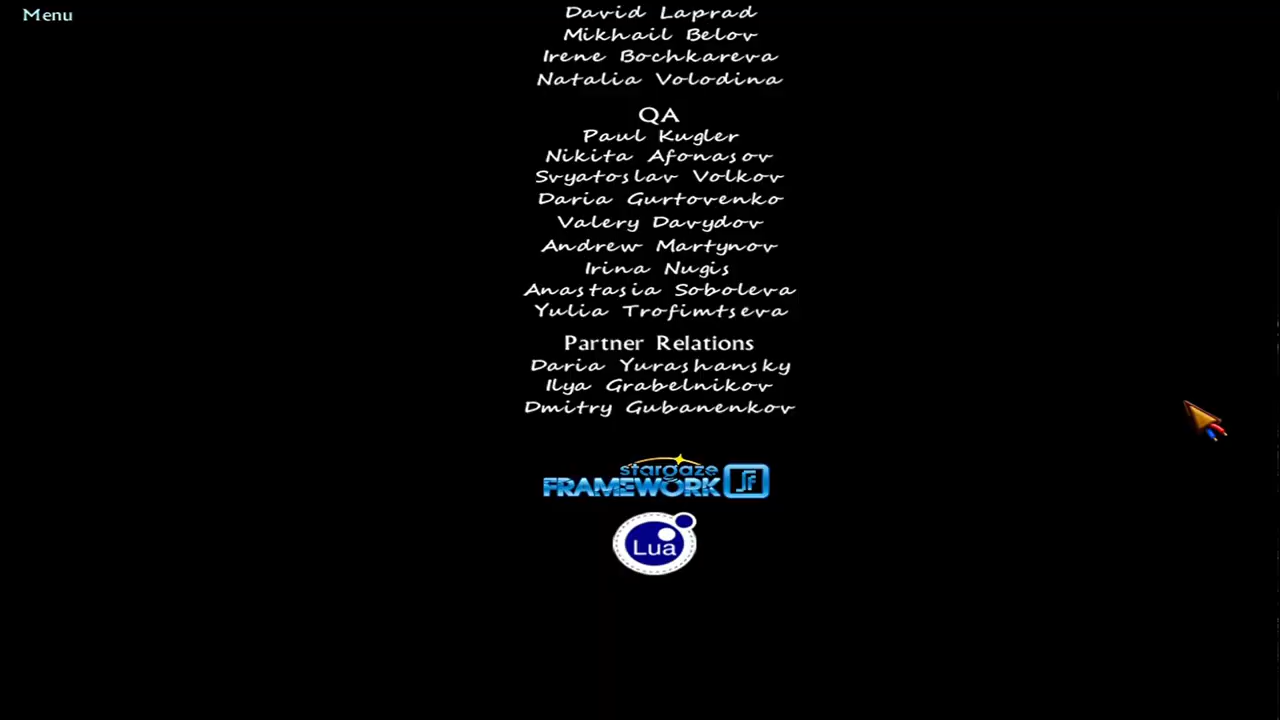 Menu
David Laprad
Mikhail Belov
Irene Bochkareva
Natalia Volodina
QA
Paul Kugler
Nikita Afonasov
Svyatoslav Volkov
Daria Gurtovenko
Valery Davydov
Andrew Martynov
Irina Nugis
Anastasia Soboleva
Yulia Trofimtseva
Partner Relations
Daria Yurashansky
Ilya Grabelnikov
Dmitry Gubanenkov
stargaze
FRAMEWORK sf
Lua